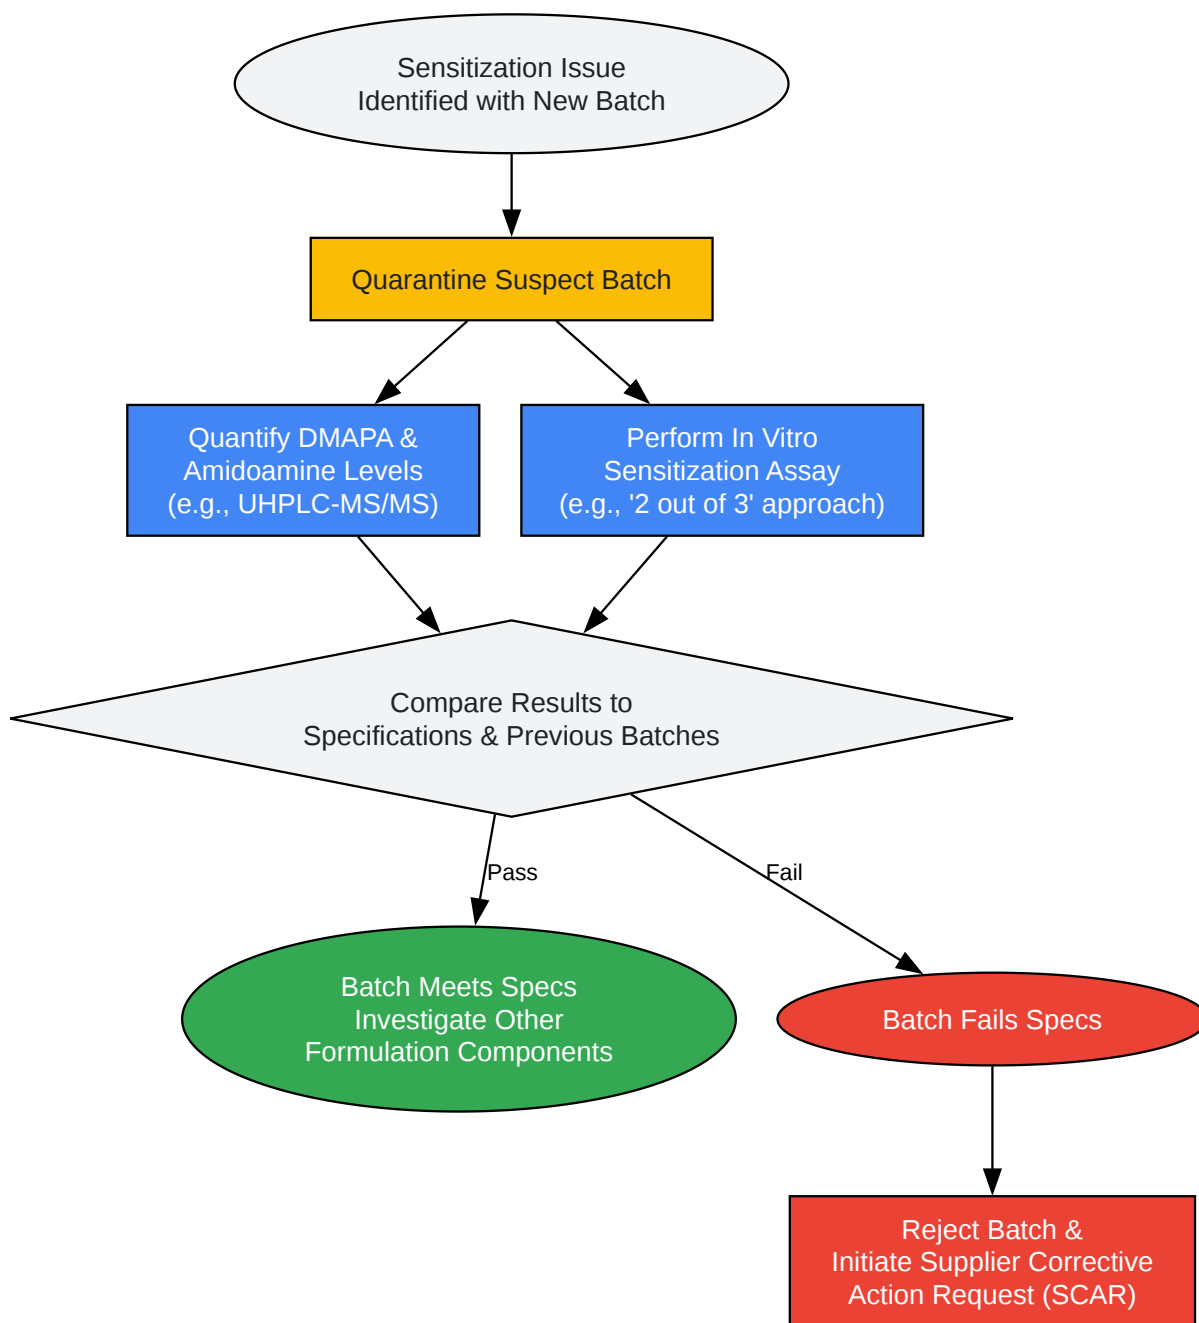 Sensitization Issue
Identified with New Batch
Quarantine Suspect Batch
Quantify DMAPA &
Amidoamine Levels
(e.g., UHPLC-MS/MS)
Perform In Vitro
Sensitization Assay
(e.g., '2 out of 3' approach)
Compare Results to
Specifications & Previous Batches
Pass
Fail
Batch Meets Specs
Investigate Other
Formulation Components
Batch Fails Specs
Reject Batch &
Initiate Supplier Corrective
Action Request (SCAR)